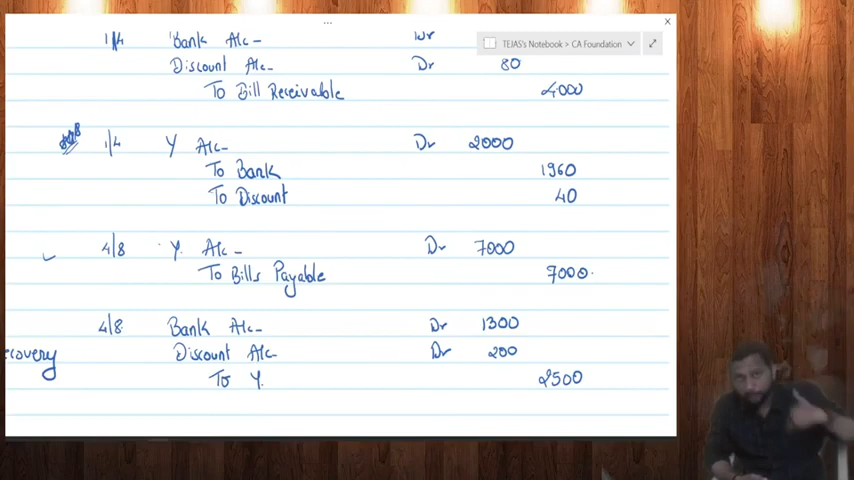 TEJAS's Notebook > CA Foundation
1/4 Bank A/c-
Discount A/c- Dr 80
To Bill Receivable 4000
1/4 Y A/c- Dr 2000
To Bank 1960
To Discount 40
4/8 Y. A/c- Dr 7000
To Bills Payable 7000.
4/8 Bank A/c- Dr 1300
ecovery Discount A/c- Dr 200
To Y. 2500